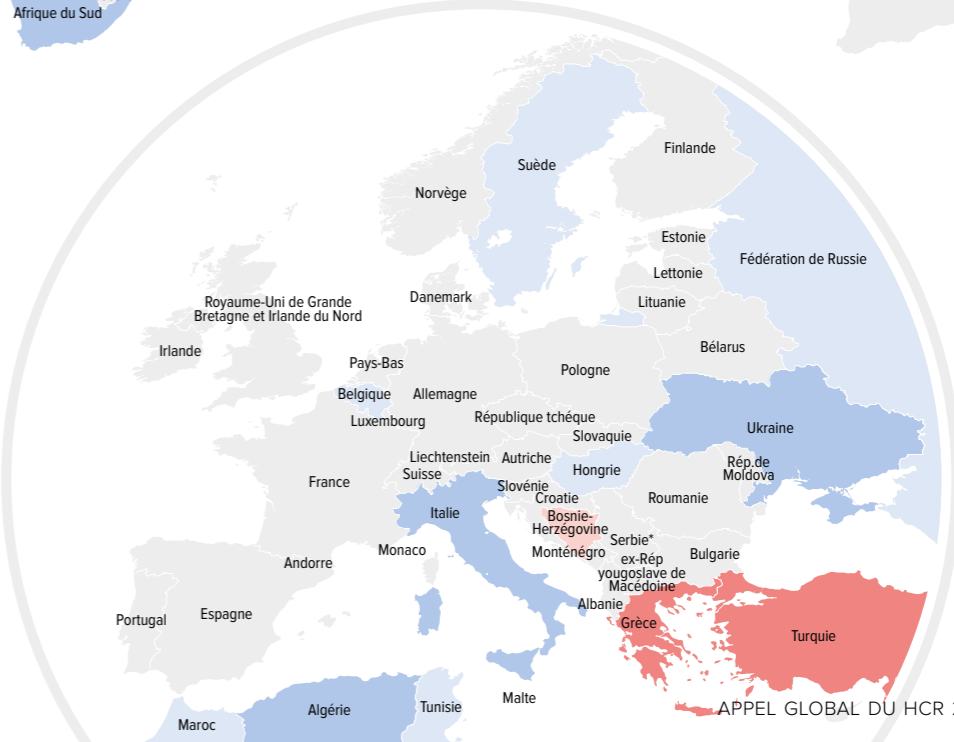 Afrique du Sud
Finlande
Suède
Norvège
Estonie
Fédération de Russie
Lettonie
Danemark
Lituanie
Royaume-Uni de Grande
Bretagne et Irlande du Nord
Irlande
Bélarus
Pays-Bas
Pologne
Belgique
Allemagne
Luxembourg
République tchéque
Ukraine
Slovaquie
Liechtenstein
Autriche
Rép.de
Moldova
Suisse
Hongrie
France
Slovénie
Croatie
Roumanie
Italie
Bosnie-
Herzégovine
Serbie*
Monaco
Monténégro
Bulgarie
Andorre
ex-Rép
yougoslave de
Macédoine
Albanie
Portugal
Espagne
Grèce
Turquie
Malte
Algérie
Tunisie
Maroc
APPEL GLOBAL DU HCR